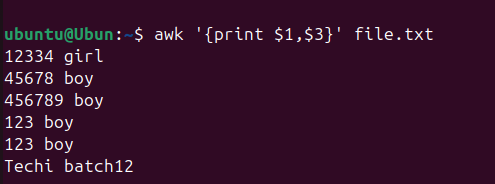 ubuntu@Ubun:~$ awk '{print $1,$3}' file.txt
12334 girl
45678 boy
456789 boy
123 boy
123 boy
Techi batch12